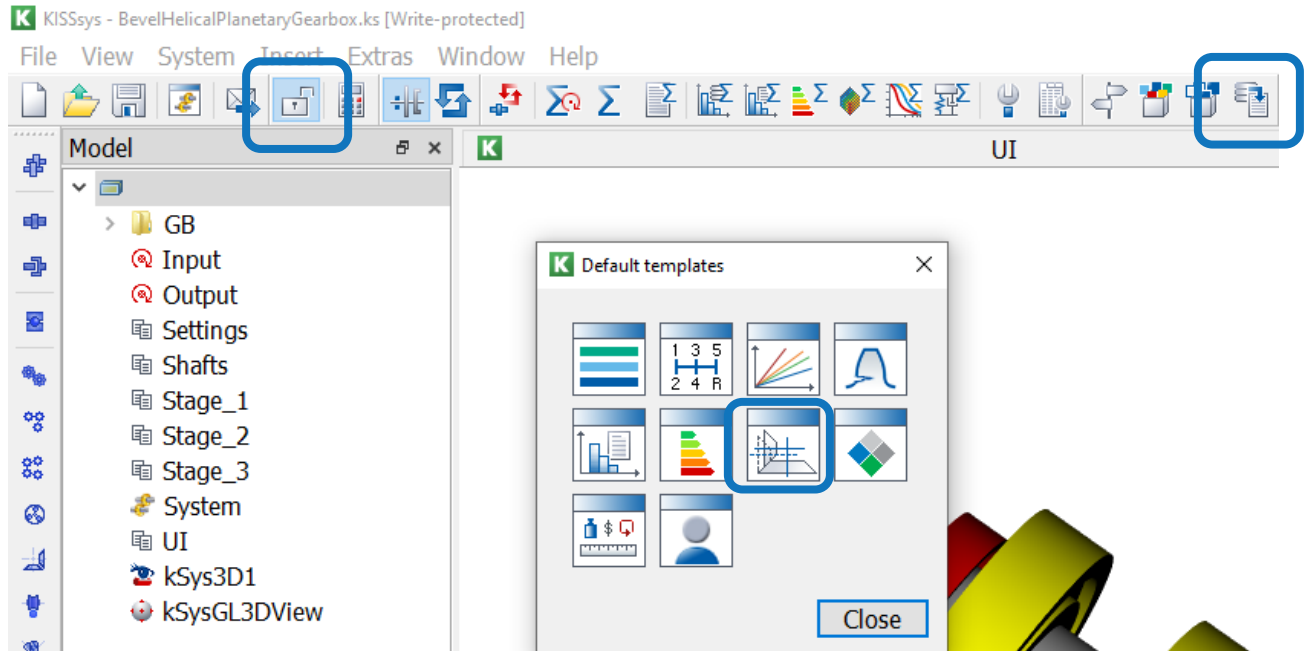 K KISSsys - BevelHelicalPlanetaryGearbox.ks [Write-protected]
File View System Insert Extras Window Help
Model
K UI
GB
Input
Output
Settings
Shafts
Stage_1
Stage_2
Stage_3
System
UI
kSys3D1
kSysGL3DView
K Default templates
1 3 5
2 4 R
$
Close